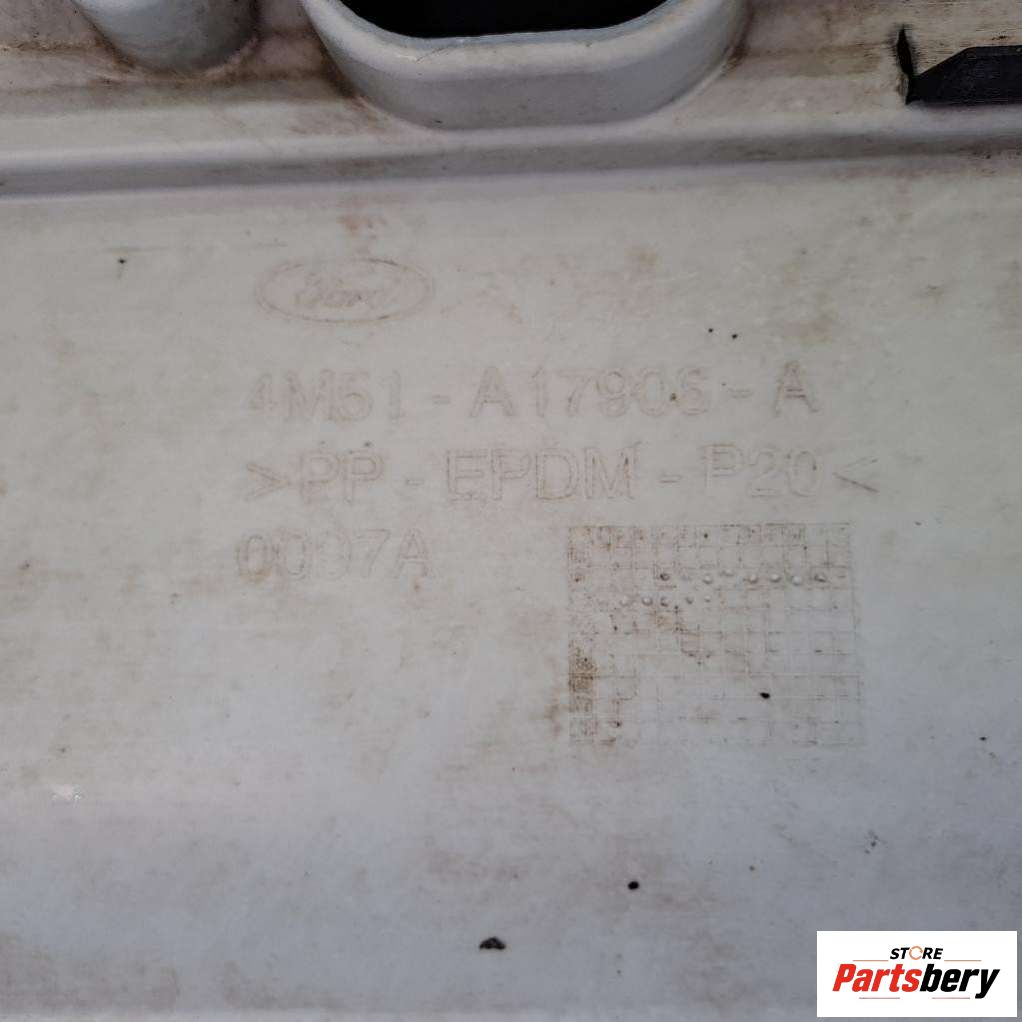 Ford
4M51 - A17906 - A
>PP - EPDM - P20<
0097A
STORE
Partsbery